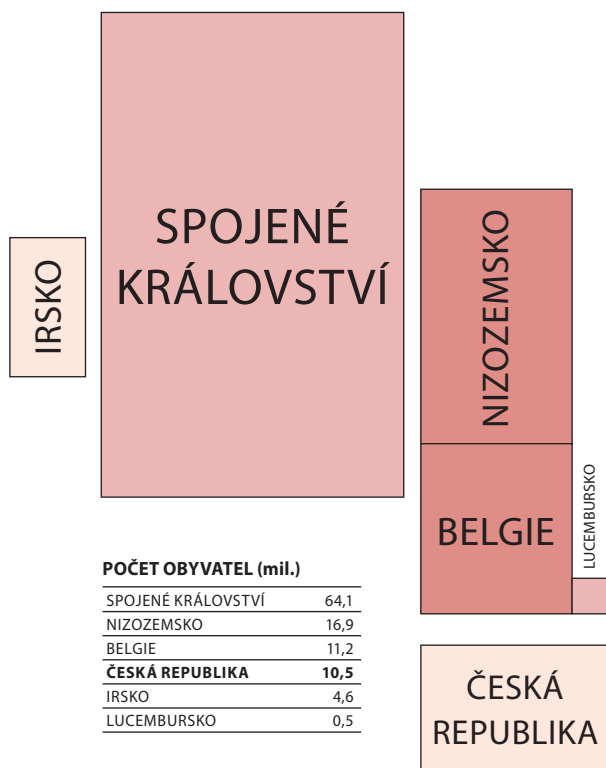 SPOJENÉ
KRÁLOVSTVÍ
IRSKO
NIZOZEMSKO
BELGIE
LUCEMBURSKO
ČESKÁ
REPUBLIKA
POČET OBYVATEL (mil.)
SPOJENÉ KRÁLOVSTVÍ 64,1
NIZOZEMSKO 16,9
BELGIE 11,2
ČESKÁ REPUBLIKA 10,5
IRSKO 4,6
LUCEMBURSKO 0,5